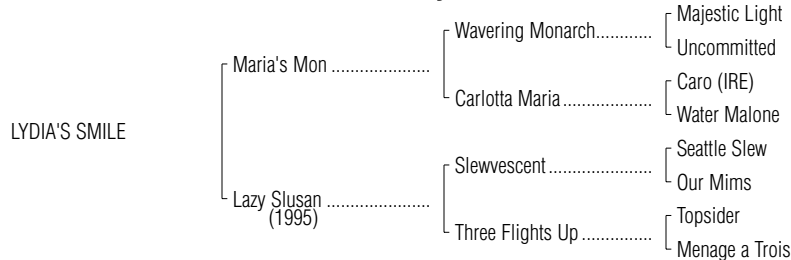 Majestic Light
Wavering Monarch............
Uncommitted
Maria's Mon ......................
Caro (IRE)
Carlotta Maria...................
Water Malone
LYDIA'S SMILE
Seattle Slew
Slewvescent......................
Our Mims
Lazy Slusan ......................
(1995)
Topsider
Three Flights Up ...............
Menage a Trois